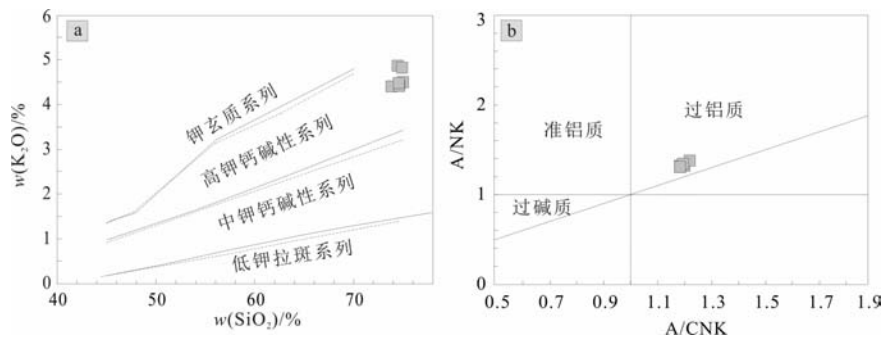 a
6
5
4
3
2
1
0
w(K₂O)/%
钾玄质系列
高钾钙碱性系列
中钾钙碱性系列
低钾拉斑系列
40
50
60
70
w(SiO₂)/%
b
3
2
1
0
A/NK
准铝质
过铝质
过碱质
0.5
0.7
0.9
1.1
1.3
1.5
1.7
1.9
A/CNK